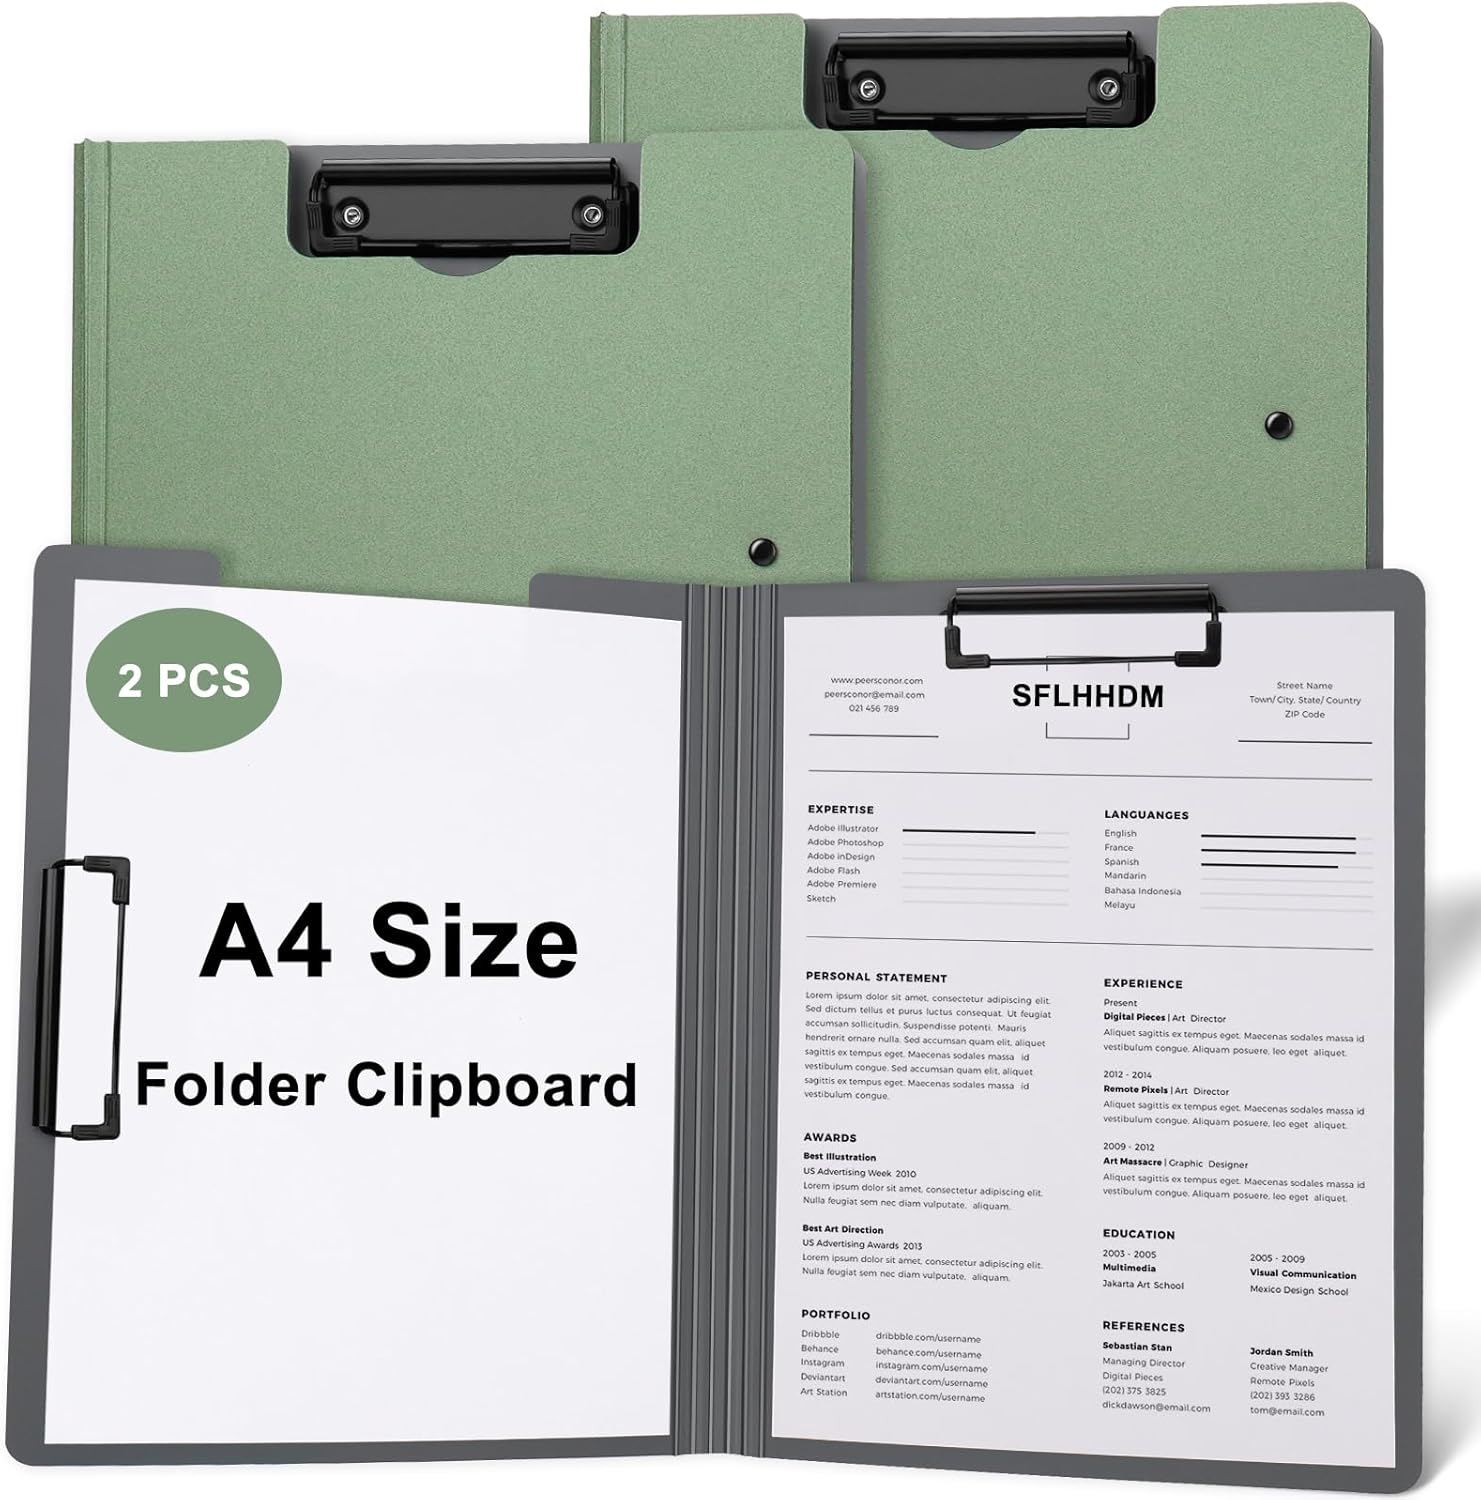 2 PCS
A4 Size
Folder Clipboard
www.peersconor.com
peersconor@email.com
021 456 789
SFLHHDM
Street Name
Town/ City, State/ Country
ZIP Code
EXPERTISE
Adobe illustrator
Adobe Photoshop
Adobe inDesign
Adobe Flash
Adobe Premiere
Sketch
LANGUANGES
English
France
Spanish
Mandarin
Bahasa Indonesia
Melayu
PERSONAL STATEMENT
Lorem ipsum dolor sit amet, consectetur adipiscing elit.
Sed dictum tellus et purus luctus consequat. Ut feugiat
accumsan sollicitudin. Suspendisse potenti. Mauris
hendrerit ornare nulla. Sed accumsan quam elit, aliquet
sagittis ex tempus eget. Maecenas sodales massa id
vestibulum congue. Sed accumsan quam elit, aliquet
sagittis ex tempus eget. Maecenas sodales massa id
vestibulum congue.
AWARDS
Best Illustration
US Advertising Week 2010
Lorem ipsum dolor sit amet, consectetur adipiscing elit.
Nulla feugiat sem nec diam vulputate, aliquam.
Best Art Direction
US Advertising Awards 2013
Lorem ipsum dolor sit amet, consectetur adipiscing elit.
Nulla feugiat sem nec diam vulputate, aliquam.
PORTFOLIO
Dribbble dribbble.com/username
Behance behance.com/username
Instagram instagram.com/username
Deviantart deviantart.com/username
Art Station artstation.com/username
EXPERIENCE
Present
Digital Pieces | Art Director
Aliquet sagittis ex tempus eget. Maecenas sodales massa id
vestibulum congue. Aliquam posuere, leo eget aliquet.
2012 - 2014
Remote Pixels | Art Director
Aliquet sagittis ex tempus eget. Maecenas sodales massa id
vestibulum congue. Aliquam posuere, leo eget aliquet.
2009 - 2012
Art Massacre | Graphic Designer
Aliquet sagittis ex tempus eget. Maecenas sodales massa id
vestibulum congue. Aliquam posuere, leo eget aliquet.
EDUCATION
2003 - 2005
Multimedia
Jakarta Art School
2005 - 2009
Visual Communication
Mexico Design School
REFERENCES
Sebastian Stan
Managing Director
Digital Pieces
(202) 375 3825
dickdawson@email.com
Jordan Smith
Creative Manager
Remote Pixels
(202) 393 3286
tom@email.com